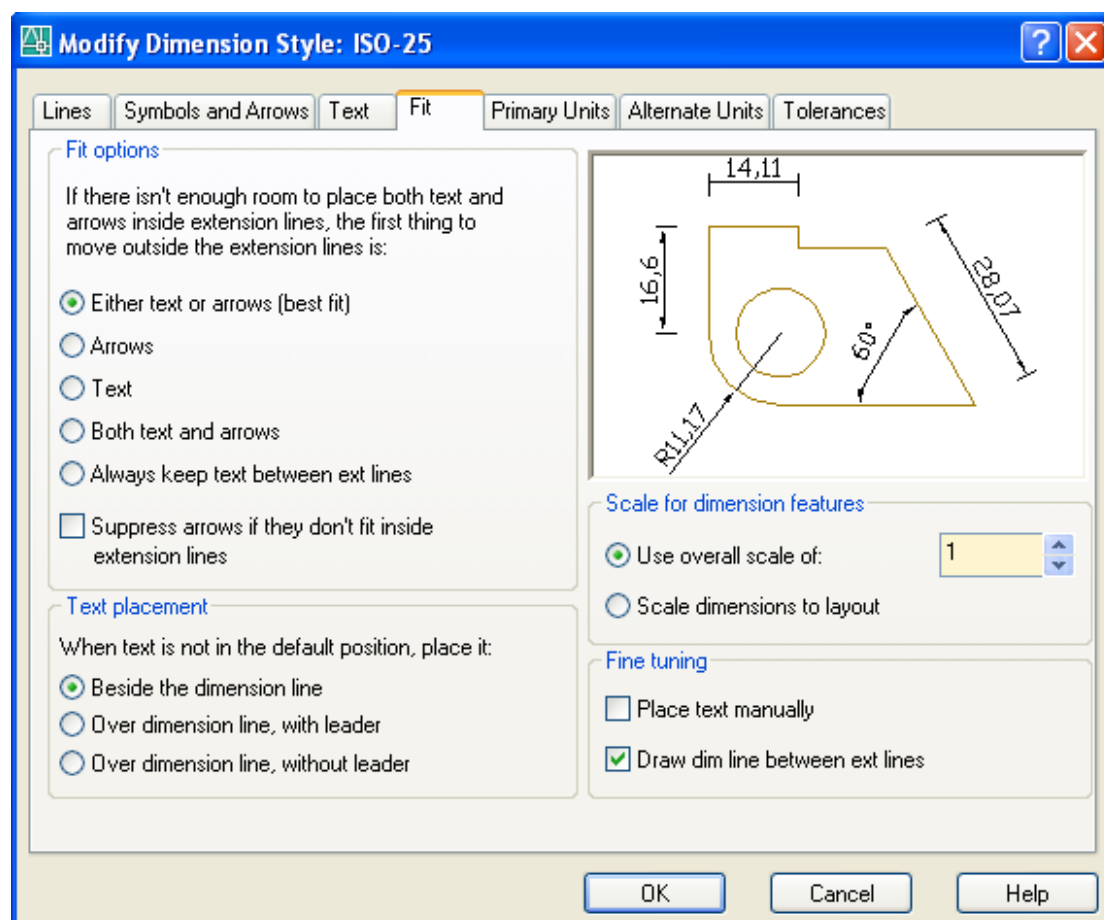 Modify Dimension Style: ISO-25
Lines
Symbols and Arrows
Text
Fit
Primary Units
Alternate Units
Tolerances
Fit options
If there isn't enough room to place both text and
arrows inside extension lines, the first thing to
move outside the extension lines is:
Either text or arrows (best fit)
Arrows
Text
Both text and arrows
Always keep text between ext lines
Suppress arrows if they don't fit inside
extension lines
Text placement
When text is not in the default position, place it:
Beside the dimension line
Over dimension line, with leader
Over dimension line, without leader
14,11
16,6
28,07
60°
R11,17
Scale for dimension features
Use overall scale of:
1
Scale dimensions to layout
Fine tuning
Place text manually
Draw dim line between ext lines
OK
Cancel
Help